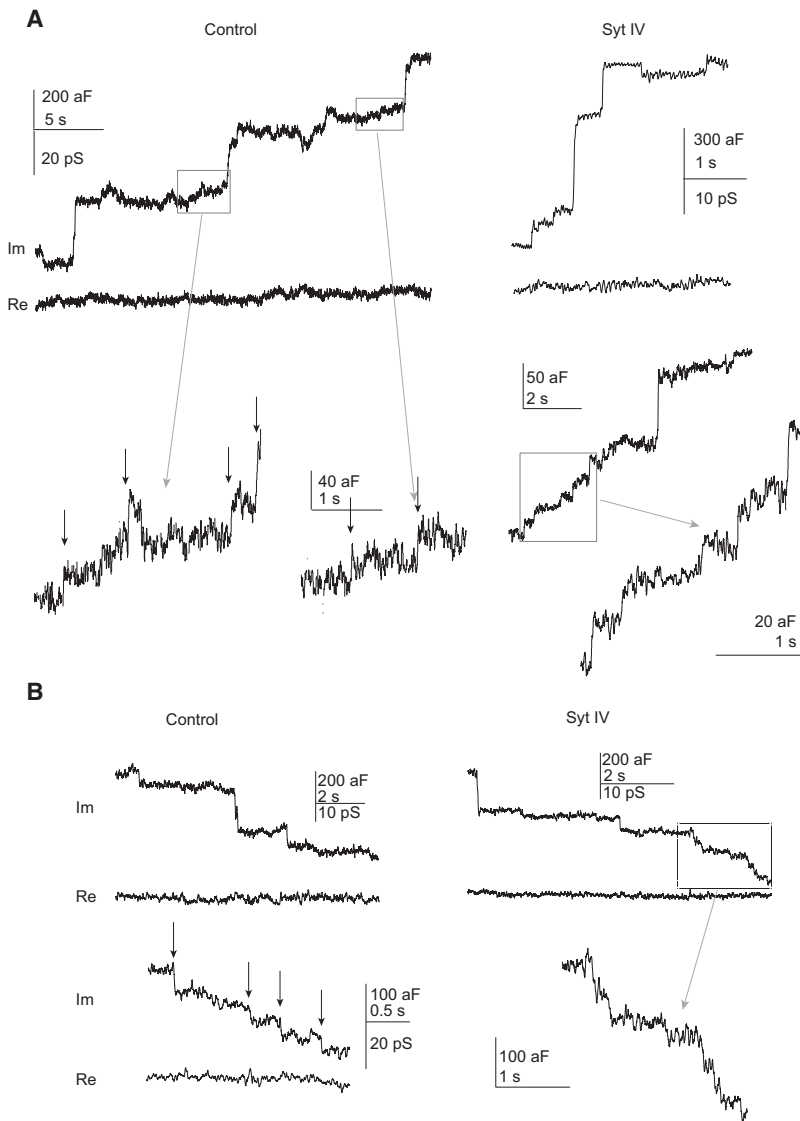 A
Control
Syt IV
200 aF
5 s
20 pS
300 aF
1 s
10 pS
Im
Re
50 aF
2 s
40 aF
1 s
20 aF
1 s
B
Control
Syt IV
200 aF
2 s
10 pS
200 aF
2 s
10 pS
Im
Re
Im
100 aF
0.5 s
20 pS
100 aF
1 s
Re